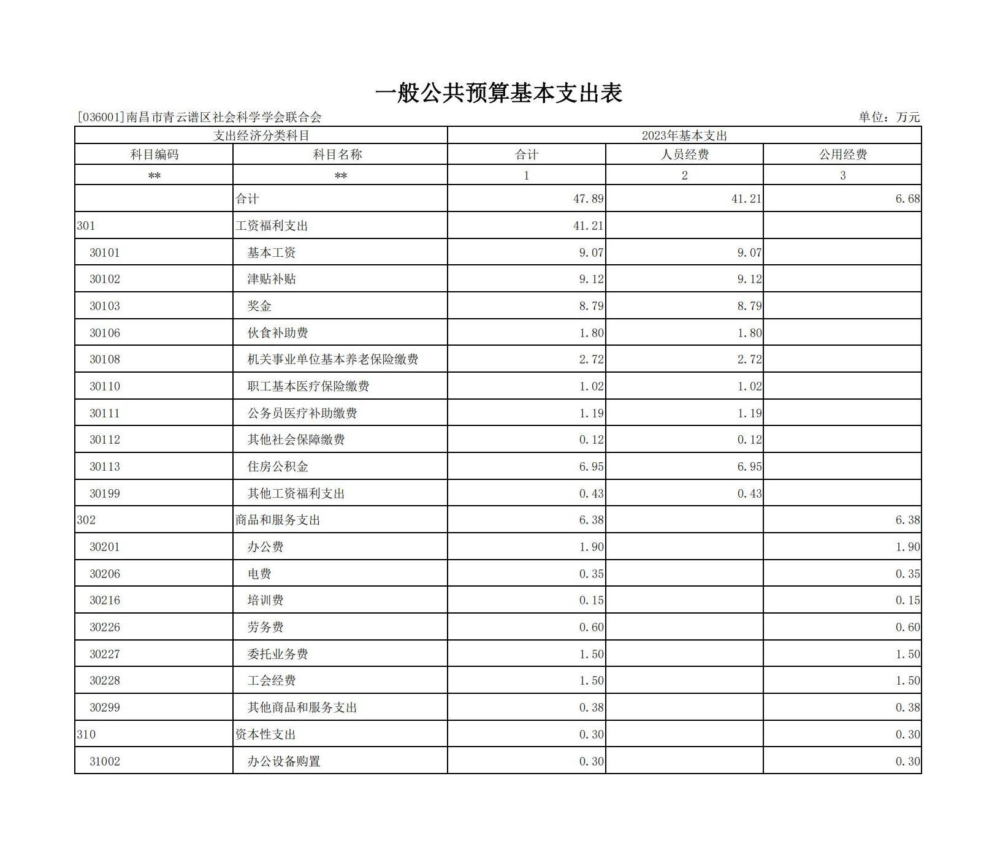 一般公共预算基本支出表
[036001]南昌市青云谱区社会科学学会联合会 单位：万元
支出经济分类科目 2023年基本支出
科目编码 科目名称 合计 人员经费 公用经费
** ** 1 2 3
合计 47.89 41.21 6.68
301 工资福利支出 41.21
30101 基本工资 9.07 9.07
30102 津贴补贴 9.12 9.12
30103 奖金 8.79 8.79
30106 伙食补助费 1.80 1.80
30108 机关事业单位基本养老保险缴费 2.72 2.72
30110 职工基本医疗保险缴费 1.02 1.02
30111 公务员医疗补助缴费 1.19 1.19
30112 其他社会保障缴费 0.12 0.12
30113 住房公积金 6.95 6.95
30199 其他工资福利支出 0.43 0.43
302 商品和服务支出 6.38 6.38
30201 办公费 1.90 1.90
30206 电费 0.35 0.35
30216 培训费 0.15 0.15
30226 劳务费 0.60 0.60
30227 委托业务费 1.50 1.50
30228 工会经费 1.50 1.50
30299 其他商品和服务支出 0.38 0.38
310 资本性支出 0.30 0.30
31002 办公设备购置 0.30 0.30